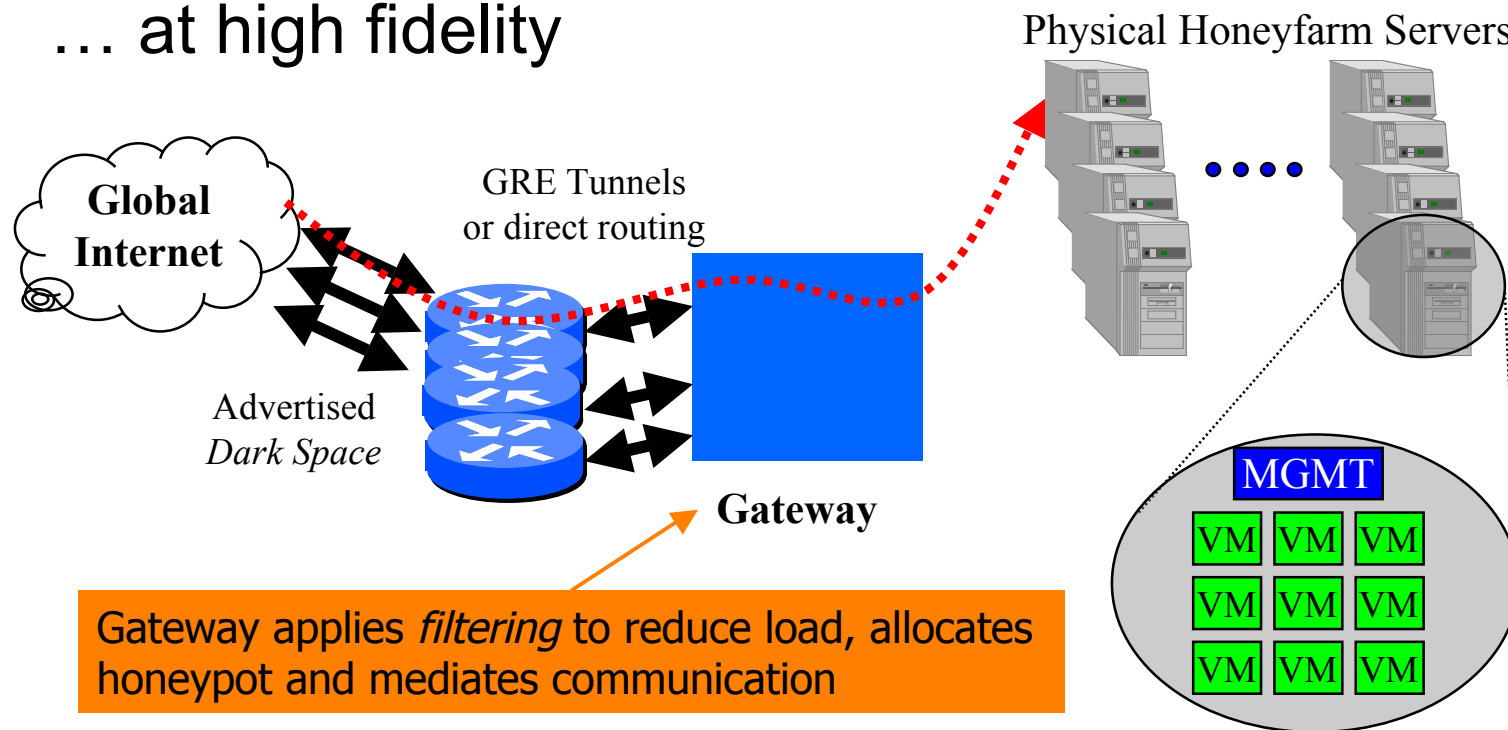 … at high fidelity
Physical Honeyfarm Servers
Global
Internet
GRE Tunnels
or direct routing
Advertised
Dark Space
Gateway
MGMT
VM VM VM
VM VM VM
VM VM VM
Gateway applies filtering to reduce load, allocates
honeypot and mediates communication